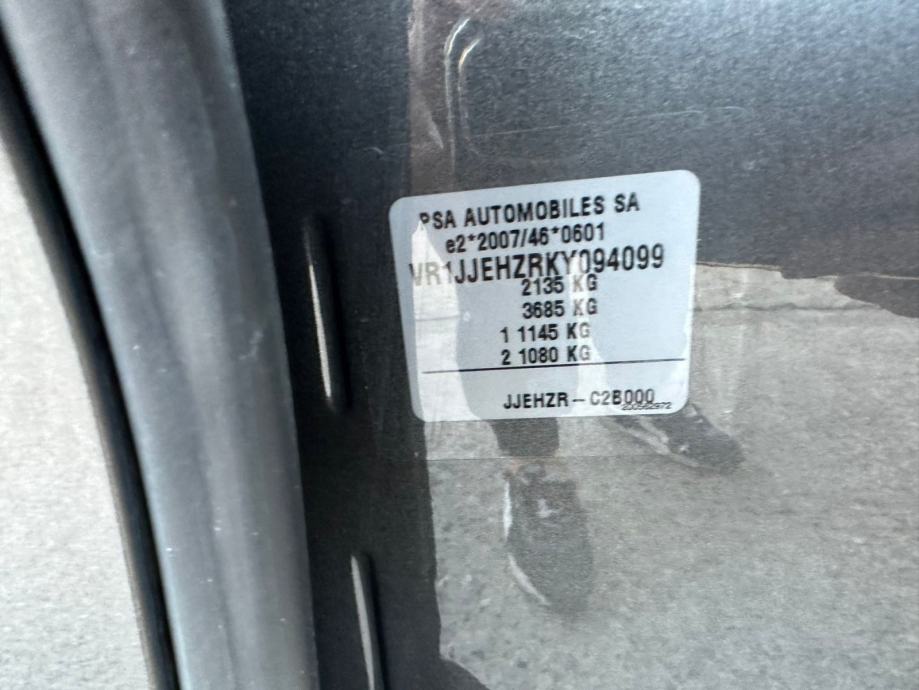 PSA AUTOMOBILES SA
e2*2007/46*0601
VR1JJEHZRKY094099
2135 KG
3685 KG
1 1145 KG
2 1080 KG
JJEHZR-C2B000